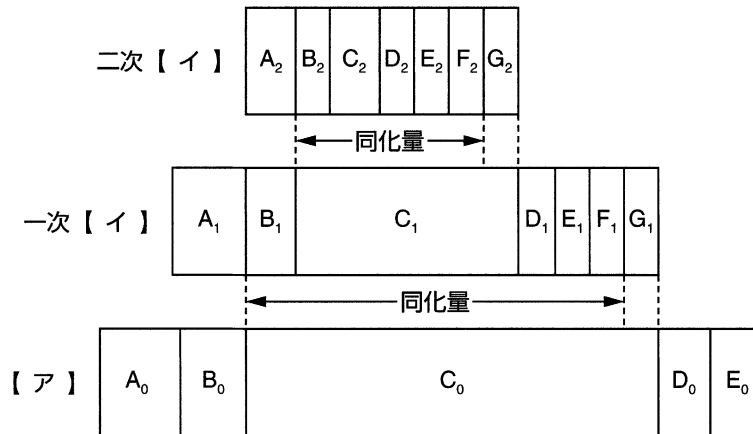 二次【 イ 】 A₂ B₂ C₂ D₂ E₂ F₂ G₂
同化量
一次【 イ 】 A₁ B₁ C₁ D₁ E₁ F₁ G₁
同化量
【 ア 】 A₀ B₀ C₀ D₀ E₀